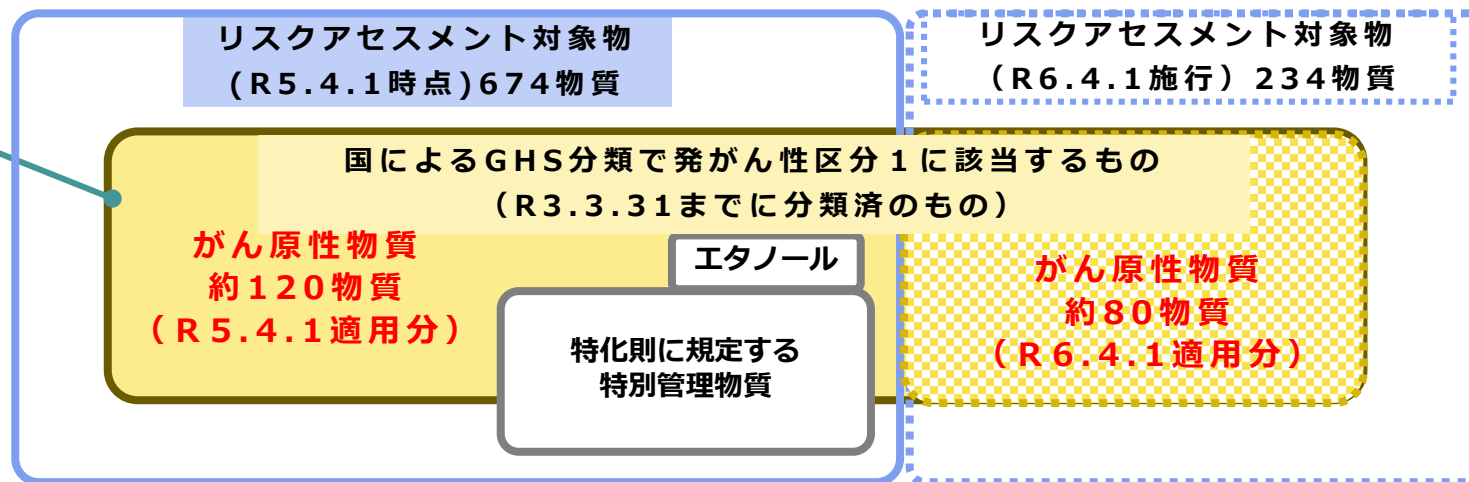 リスクアセスメント対象物
(R5.4.1時点)674物質
リスクアセスメント対象物
（R6.4.1施行）234物質
国によるGHS分類で発がん性区分１に該当するもの
（R3.3.31までに分類済のもの）
がん原性物質
約120物質
（R5.4.1適用分）
エタノール
特化則に規定する
特別管理物質
がん原性物質
約80物質
（R6.4.1適用分）